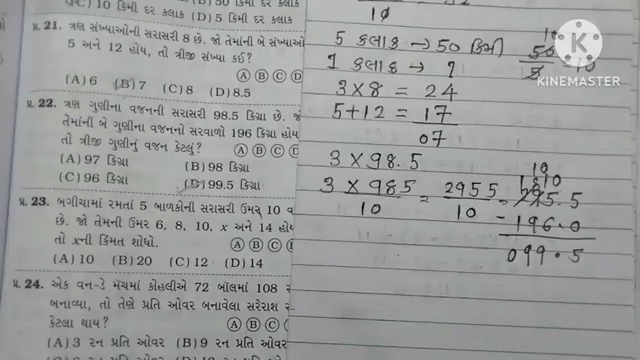 (C) 10 કિમી દર કલાક (D) 5 કિમી દર કલાક
પ્ર. 21. ત્રણ સંખ્યાઓની સરાસરી 8 છે. જો તેમાંની બે સંખ્યાઓ
5 અને 12 હોય, તો ત્રીજી સંખ્યા કઈ?
Ⓐ Ⓑ Ⓒ Ⓓ
(A) 6 (B) 7 (C) 8 (D) 8.5
પ્ર. 22. ત્રણ ગુણીના વજનની સરાસરી 98.5 કિગ્રા છે. જો
તેમાંની બે ગુણીના વજનનો સરવાળો 196 કિગ્રા હોય
તો ત્રીજી ગુણીનું વજન કેટલું? Ⓐ Ⓑ Ⓒ Ⓓ
(A) 97 કિગ્રા (B) 98 કિગ્રા
(C) 96 કિગ્રા (D) 99.5 કિગ્રા
પ્ર. 23. બગીચામાં રમતાં 5 બાળકોની સરાસરી ઉંમર 10 વ
છે. જો તેમની ઉંમર 6, 8, 10, x અને 14 હોય
તો xની કિંમત શોધો. Ⓐ Ⓑ Ⓒ
(A) 10 (B) 20 (C) 12 (D) 14
પ્ર. 24. એક વન-ડે મૅચમાં કોહલીએ 72 બૉલમાં 108 ર
બનાવ્યા, તો તેણે પ્રતિ ઓવર બનાવેલા સરેરાશ ર
કેટલા થાય? Ⓐ Ⓑ Ⓒ
(A) 3 રન પ્રતિ ઓવર (B) 9 રન પ્રતિ ઓવર
10
5 કલાક → 50 કિમી
1 કલાક → ?
10
50
5
= 10
3 × 8 = 24
5 + 12 = 17
07
3 × 98.5
3 × 985 / 10 = 2955 / 10 = 295.5
- 196.0
099.5
KINEMASTER